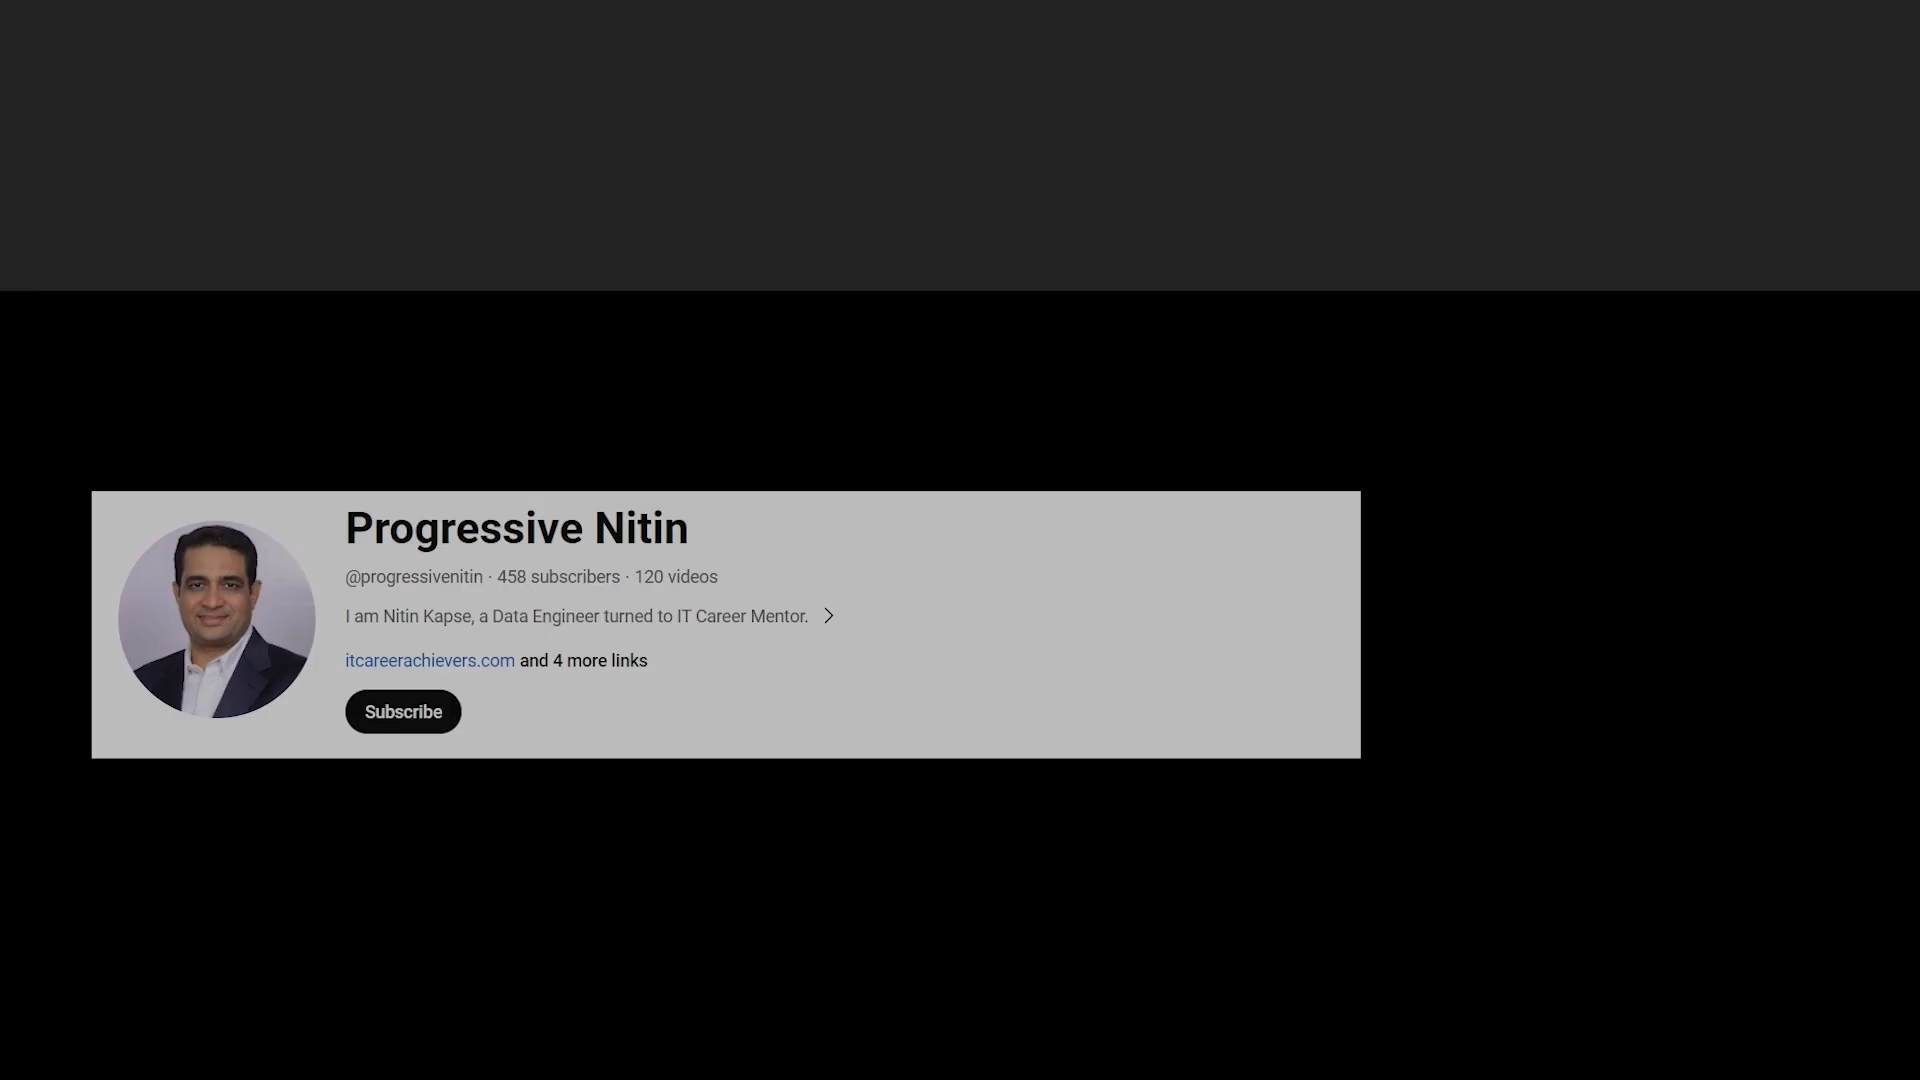 Progressive Nitin
@progressivenitin · 458 subscribers · 120 videos
I am Nitin Kapse, a Data Engineer turned to IT Career Mentor.
itcareerachievers.com and 4 more links
Subscribe